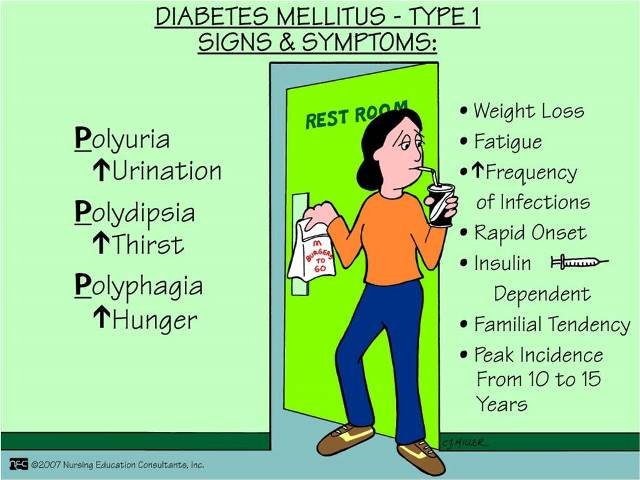 DIABETES MELLITUS - TYPE 1
SIGNS & SYMPTOMS:
Polyuria
↑Urination
Polydipsia
↑Thirst
Polyphagia
↑Hunger
REST ROOM
M
BURGERS
TO
GO
• Weight Loss
• Fatigue
• ↑Frequency
of Infections
• Rapid Onset
• Insulin
Dependent
• Familial Tendency
• Peak Incidence
From 10 to 15
Years
C.J. MILLER
NEC ©2007 Nursing Education Consultants, Inc.